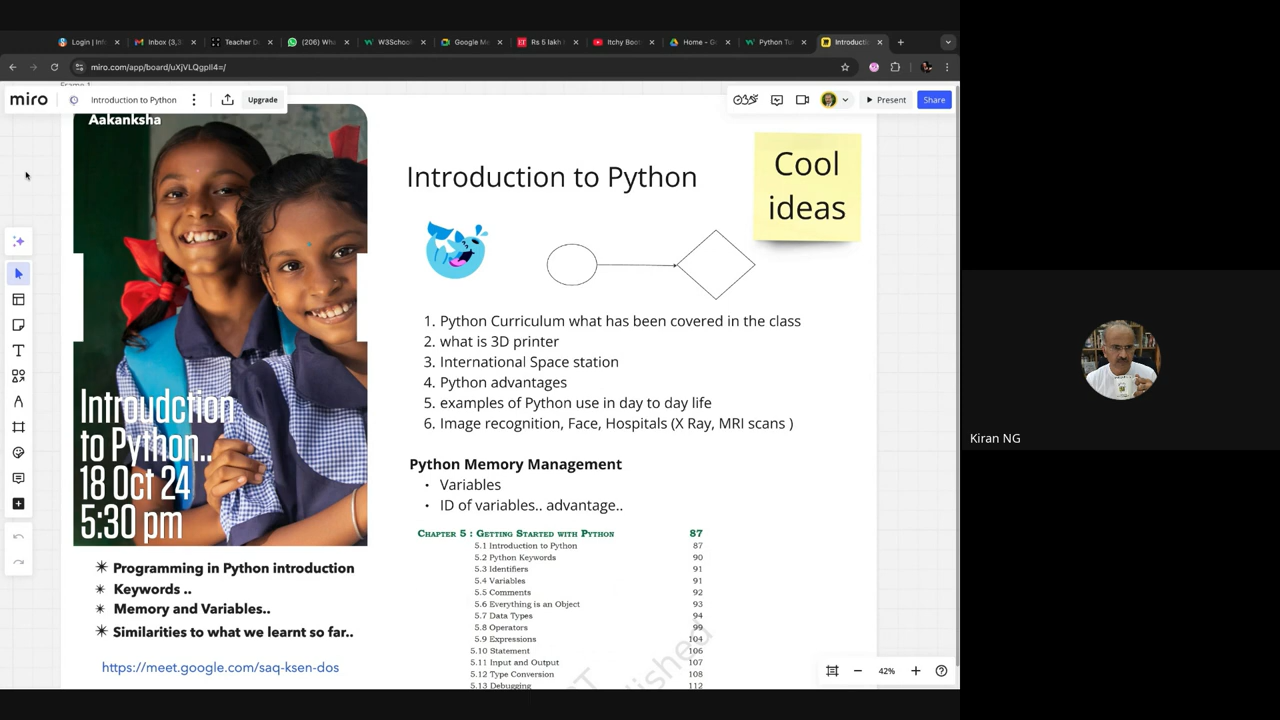 Login | Inf
Inbox (3,3
Teacher D
(206) Wha
W3School
Google Me
Rs 5 lakh
Itchy Boo
Home - G
Python Tu
Introducti
miro.com/app/board/uXjVLQgpII4=/
Frame 1
miro
Introduction to Python
Upgrade
Present
Share
Aakanksha
Introduction to Python
Cool
ideas
1. Python Curriculum what has been covered in the class
2. what is 3D printer
3. International Space station
4. Python advantages
5. examples of Python use in day to day life
6. Image recognition, Face, Hospitals (X Ray, MRI scans )
Introudction
to Python..
18 Oct 24
5:30 pm
Python Memory Management
• Variables
• ID of variables.. advantage..
Chapter 5 : Getting Started with Python 87
5.1 Introduction to Python 87
5.2 Python Keywords 90
5.3 Identifiers 91
5.4 Variables 91
5.5 Comments 92
5.6 Everything is an Object 93
5.7 Data Types 94
5.8 Operators 99
5.9 Expressions 104
5.10 Statement 106
5.11 Input and Output 107
5.12 Type Conversion 108
5.13 Debugging 112
Programming in Python introduction
Keywords ..
Memory and Variables..
Similarities to what we learnt so far..
https://meet.google.com/saq-ksen-dos
42%
Kiran NG